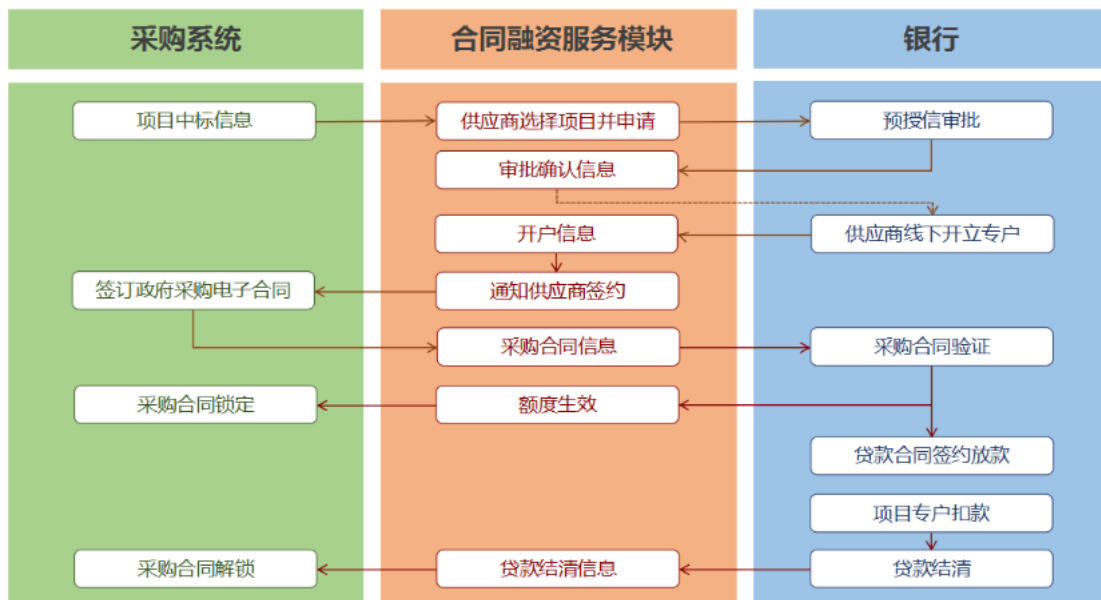 采购系统
合同融资服务模块
银行
项目中标信息
供应商选择项目并申请
预授信审批
审批确认信息
开户信息
供应商线下开立专户
签订政府采购电子合同
通知供应商签约
采购合同信息
采购合同验证
采购合同锁定
额度生效
贷款合同签约放款
项目专户扣款
采购合同解锁
贷款结清信息
贷款结清